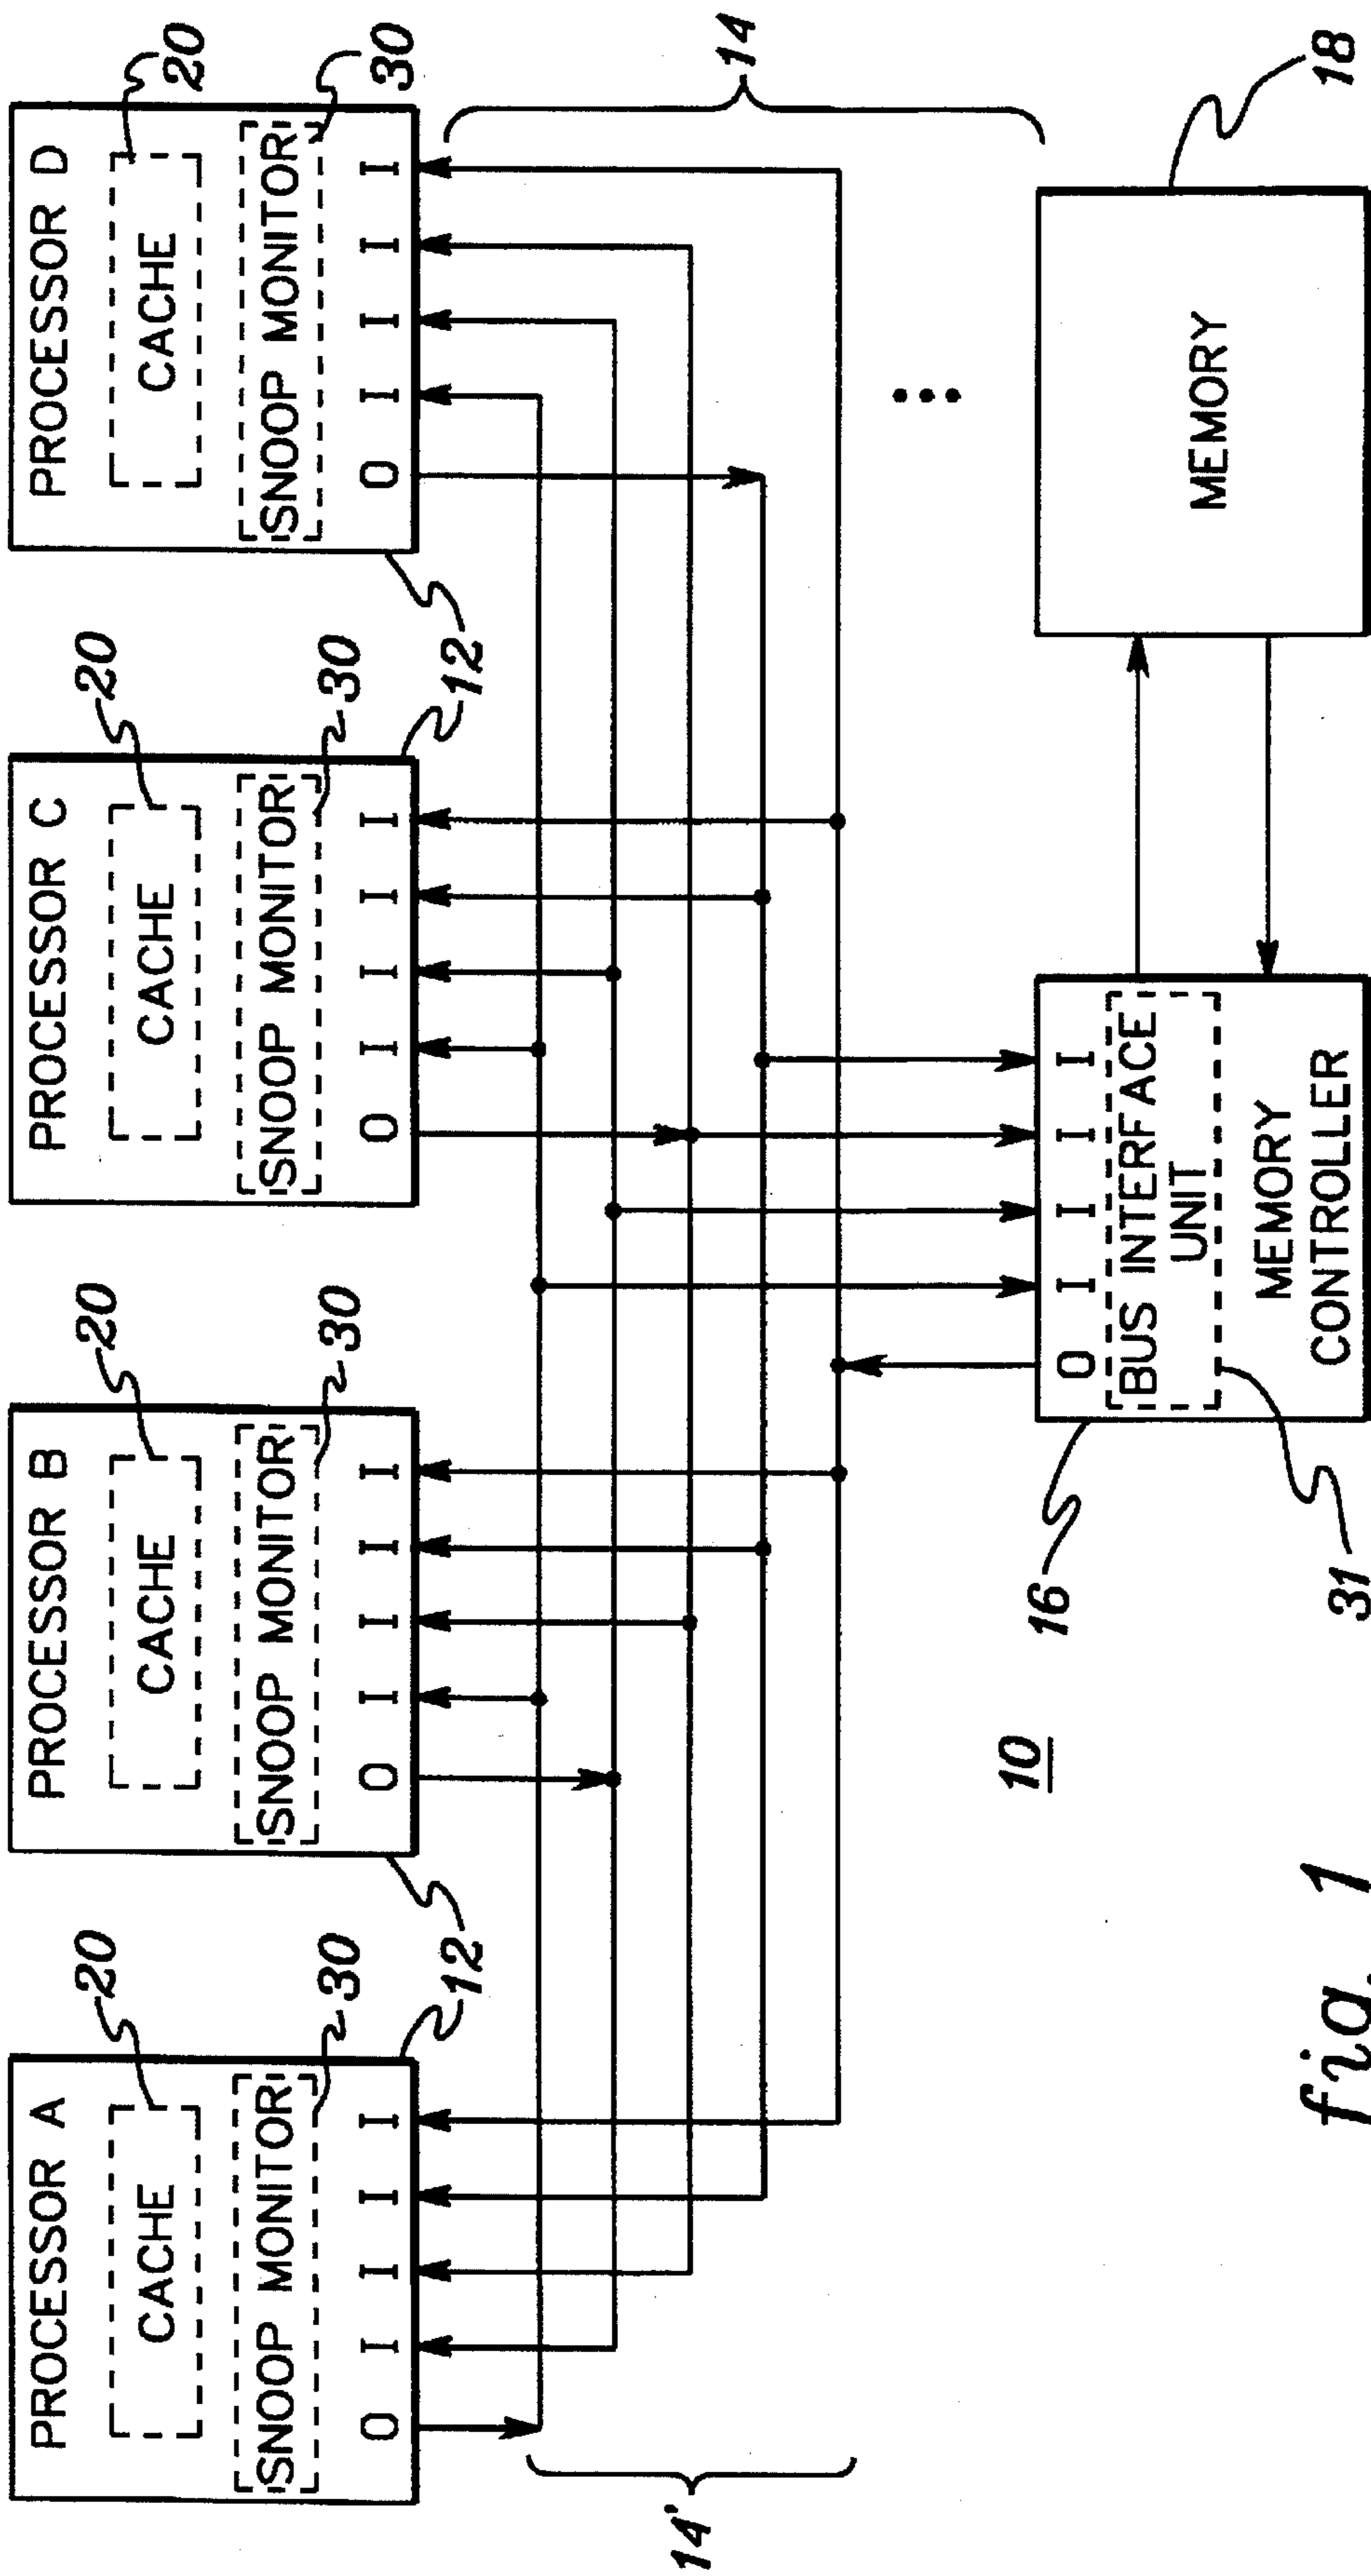 PROCESSOR A
20
CACHE
30
SNOOP MONITOR
O I I I I
12
PROCESSOR B
20
CACHE
30
SNOOP MONITOR
O I I I I
12
PROCESSOR C
20
CACHE
30
SNOOP MONITOR
O I I I I
12
PROCESSOR D
20
CACHE
30
SNOOP MONITOR
O I I I I
12
14'
14
10
16
O I I I I
BUS INTERFACE
UNIT
MEMORY
CONTROLLER
31
MEMORY
18
fig. 1